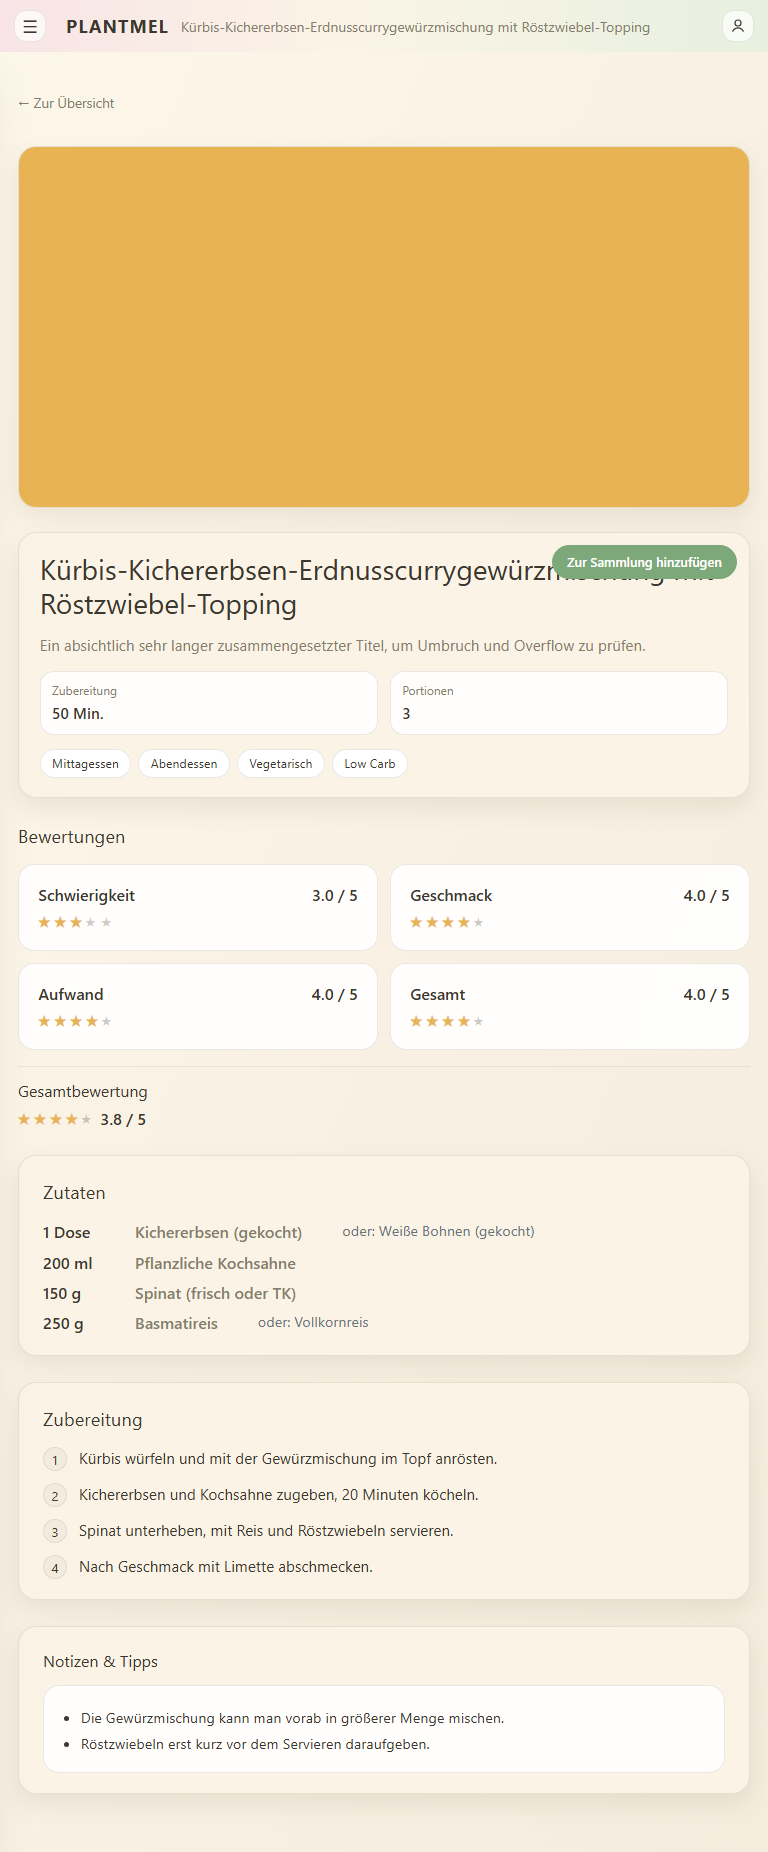 ☰ PLANTMEL Kürbis-Kichererbsen-Erdnusscurrygewürzmischung mit Röstzwiebel-Topping
← Zur Übersicht
Zur Sammlung hinzufügen
Kürbis-Kichererbsen-Erdnusscurrygewürzmischung mit
Röstzwiebel-Topping
Ein absichtlich sehr langer zusammengesetzter Titel, um Umbruch und Overflow zu prüfen.
Zubereitung
50 Min.
Portionen
3
Mittagessen Abendessen Vegetarisch Low Carb
Bewertungen
Schwierigkeit 3.0 / 5
★★★★★
Geschmack 4.0 / 5
★★★★★
Aufwand 4.0 / 5
★★★★★
Gesamt 4.0 / 5
★★★★★
Gesamtbewertung
★★★★★ 3.8 / 5
Zutaten
1 Dose Kichererbsen (gekocht) oder: Weiße Bohnen (gekocht)
200 ml Pflanzliche Kochsahne
150 g Spinat (frisch oder TK)
250 g Basmatireis oder: Vollkornreis
Zubereitung
1 Kürbis würfeln und mit der Gewürzmischung im Topf anrösten.
2 Kichererbsen und Kochsahne zugeben, 20 Minuten köcheln.
3 Spinat unterheben, mit Reis und Röstzwiebeln servieren.
4 Nach Geschmack mit Limette abschmecken.
Notizen & Tipps
• Die Gewürzmischung kann man vorab in größerer Menge mischen.
• Röstzwiebeln erst kurz vor dem Servieren daraufgeben.